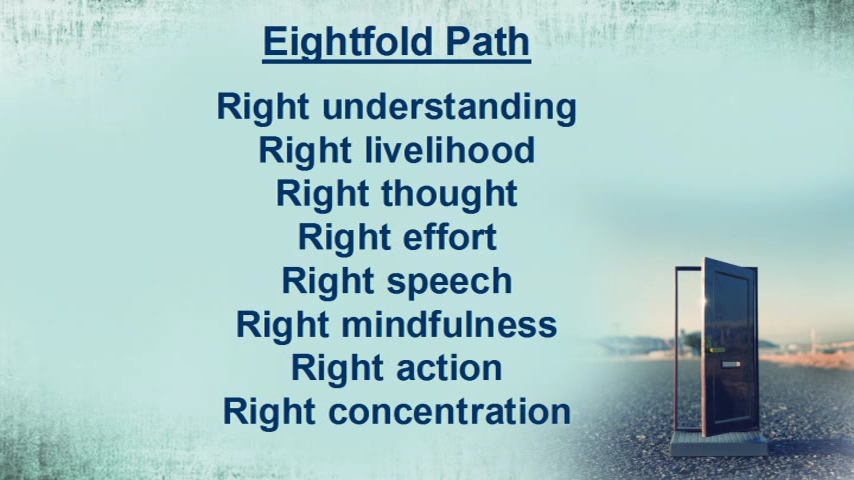 Eightfold Path
Right understanding
Right livelihood
Right thought
Right effort
Right speech
Right mindfulness
Right action
Right concentration